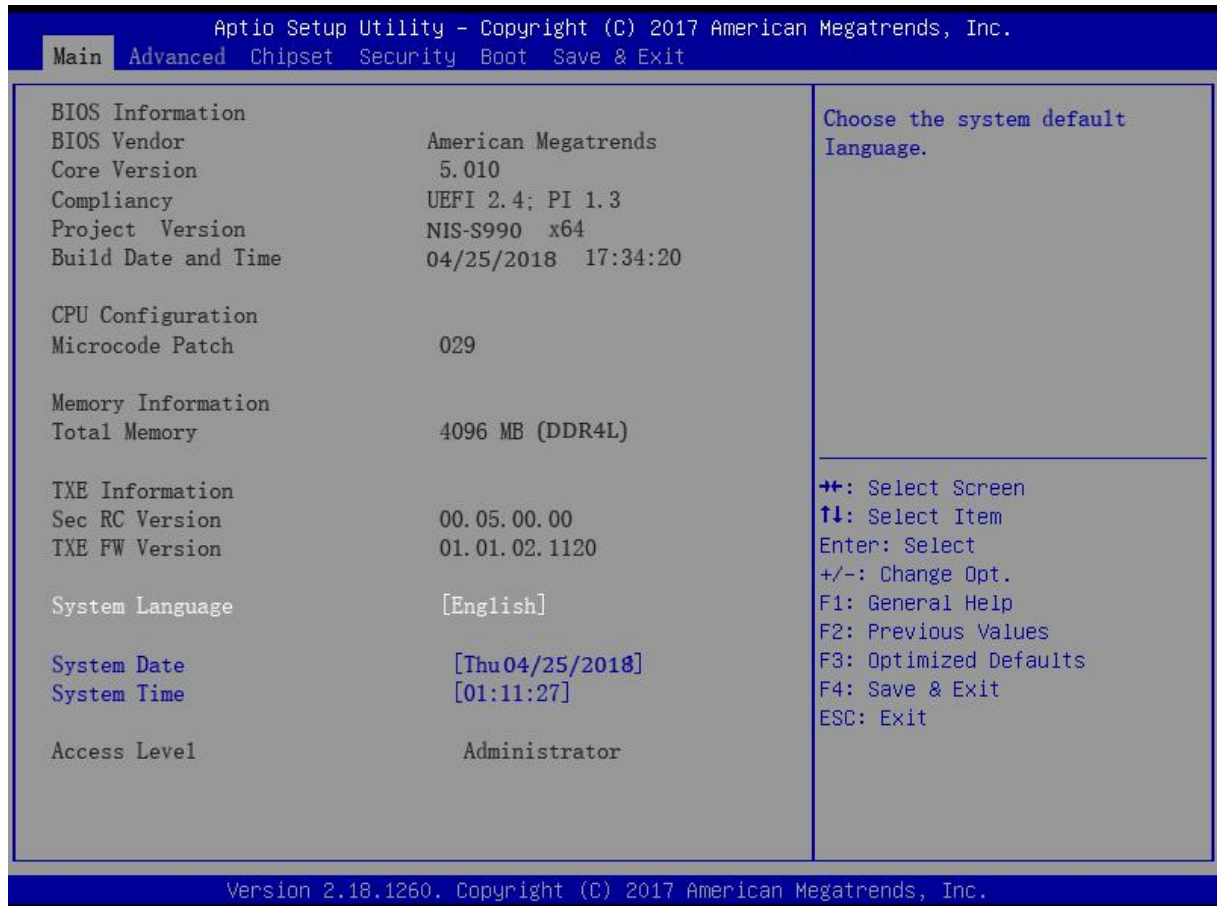 Aptio Setup Utility – Copyright (C) 2017 American Megatrends, Inc.
Main Advanced Chipset Security Boot Save & Exit
BIOS Information
BIOS Vendor American Megatrends
Core Version 5.010
Compliancy UEFI 2.4; PI 1.3
Project Version NIS-S990 x64
Build Date and Time 04/25/2018 17:34:20
CPU Configuration
Microcode Patch 029
Memory Information
Total Memory 4096 MB (DDR4L)
TXE Information
Sec RC Version 00.05.00.00
TXE FW Version 01.01.02.1120
System Language [English]
System Date [Thu 04/25/2018]
System Time [01:11:27]
Access Level Administrator
Choose the system default
Ianguage.
→←: Select Screen
↑↓: Select Item
Enter: Select
+/-: Change Opt.
F1: General Help
F2: Previous Values
F3: Optimized Defaults
F4: Save & Exit
ESC: Exit
Version 2.18.1260. Copyright (C) 2017 American Megatrends, Inc.